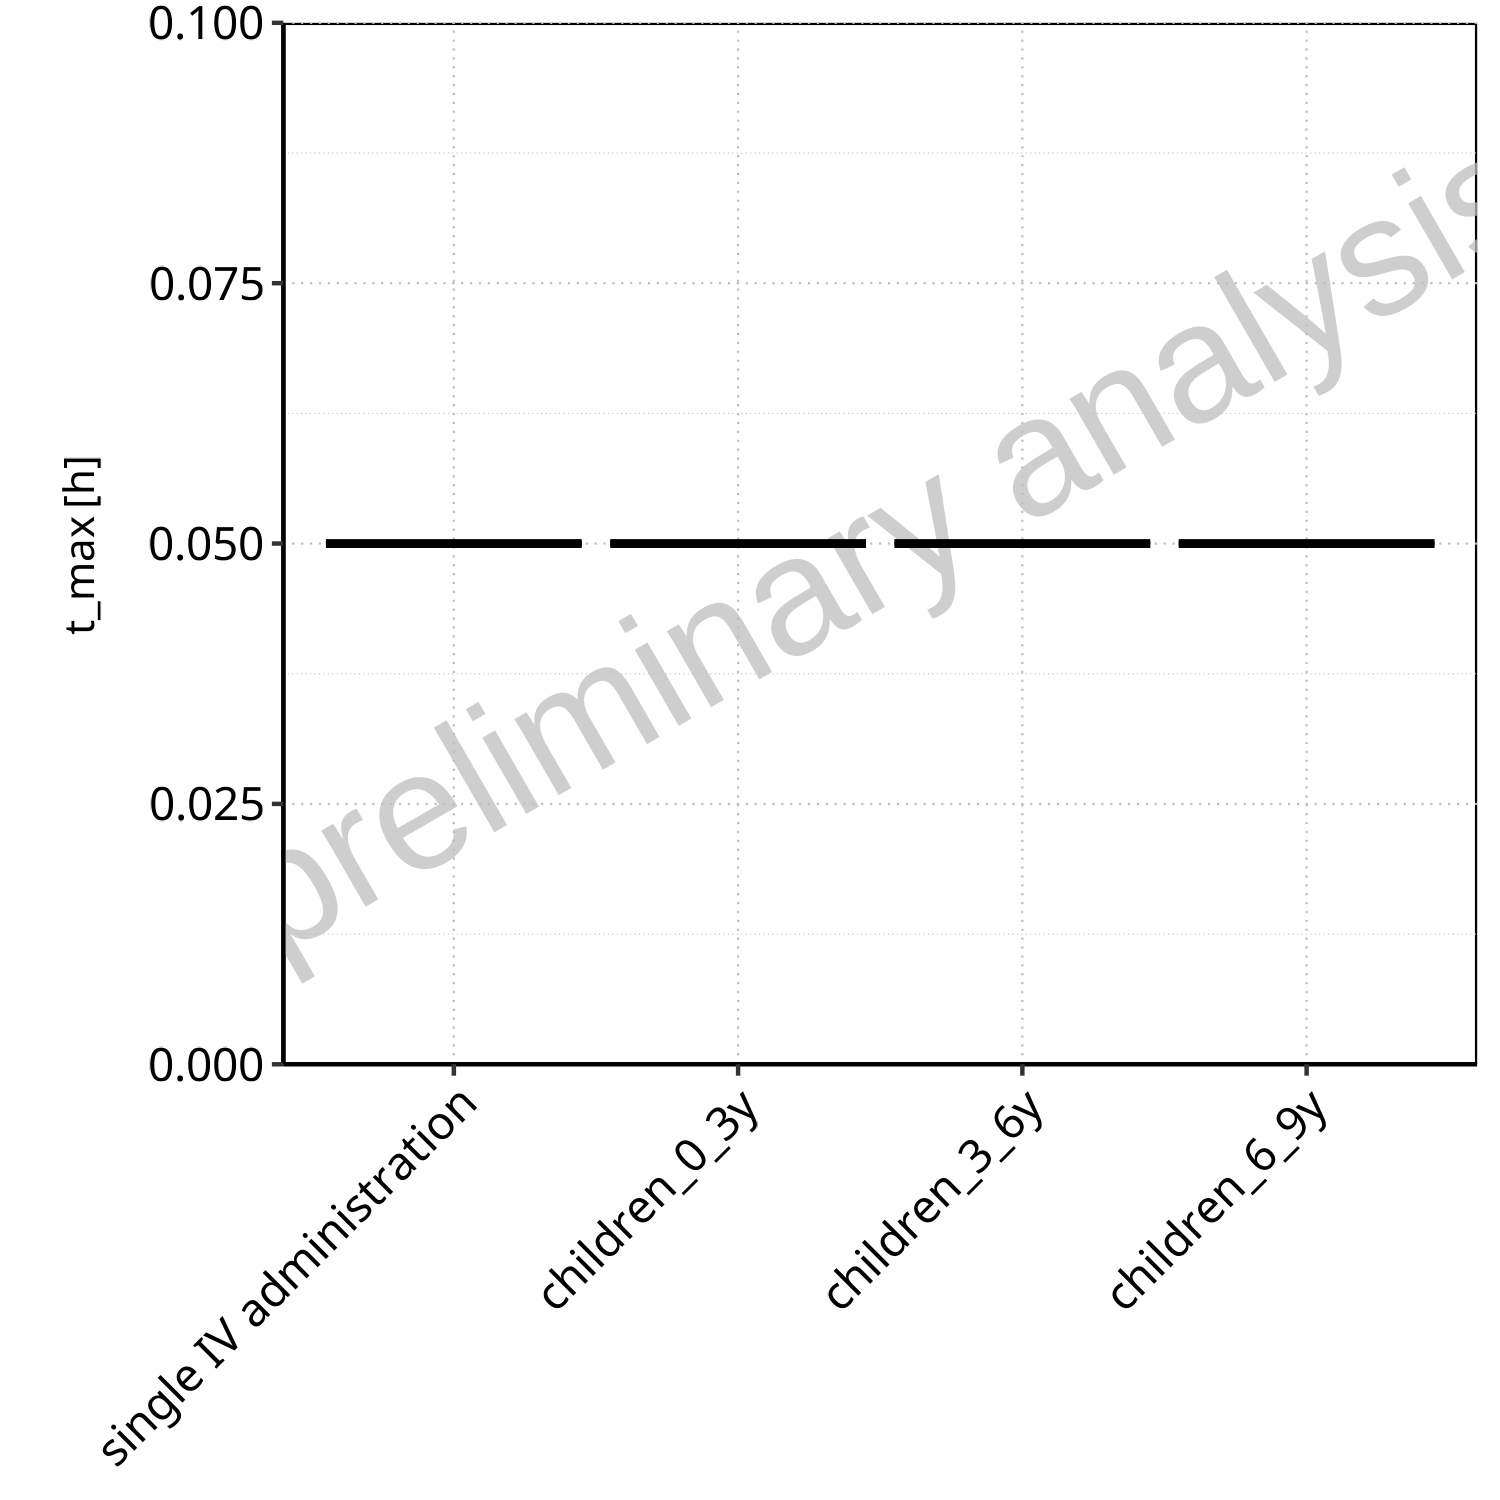 0.100
0.075
0.050
0.025
0.000
t_max [h]
preliminary analysis
single IV administration
children_0_3y
children_3_6y
children_6_9y